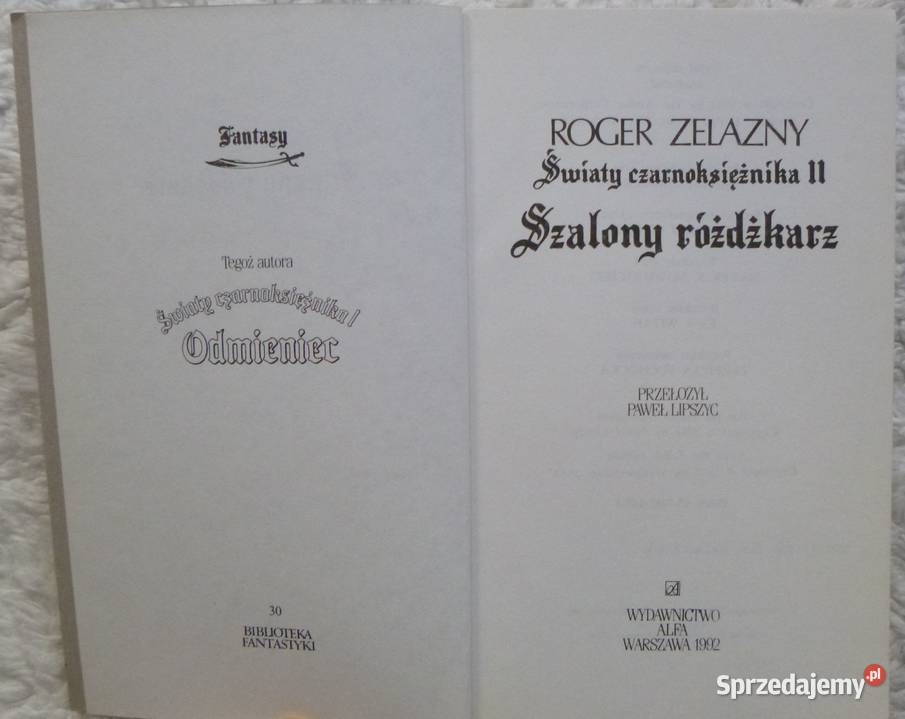 Fantasy
Tegoż autora
Światy czarnoksiężnika I
Odmieniec
30
BIBLIOTEKA
FANTASTYKI
ROGER ZELAZNY
Światy czarnoksiężnika II
Szalony różdżkarz
PRZEŁOŻYŁ
PAWEŁ LIPSZYC
A
WYDAWNICTWO
ALFA
WARSZAWA 1992
Sprzedajemy.pl